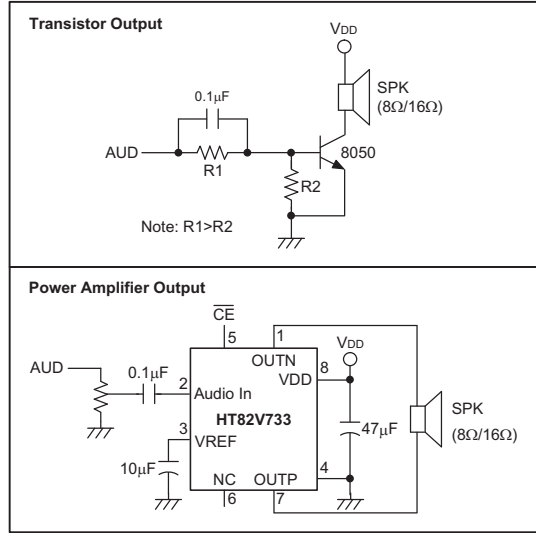 Transistor Output
VDD
SPK
(8Ω/16Ω)
0.1µF
AUD
R1
8050
R2
Note: R1>R2
Power Amplifier Output
CE
5
1
OUTN
VDD
8
VDD
AUD
0.1µF
2
Audio In
HT82V733
3
VREF
47µF
SPK
(8Ω/16Ω)
10µF
NC
OUTP
4
6
7